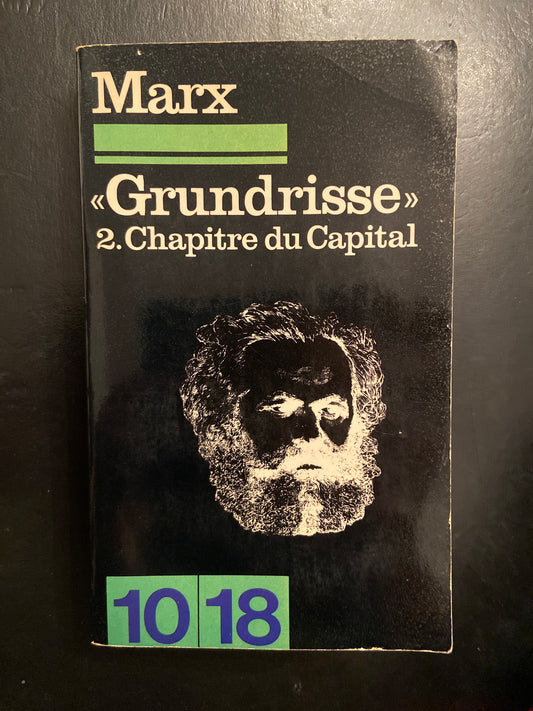 Marx
«Grundrisse»
2. Chapitre du Capital
10 18